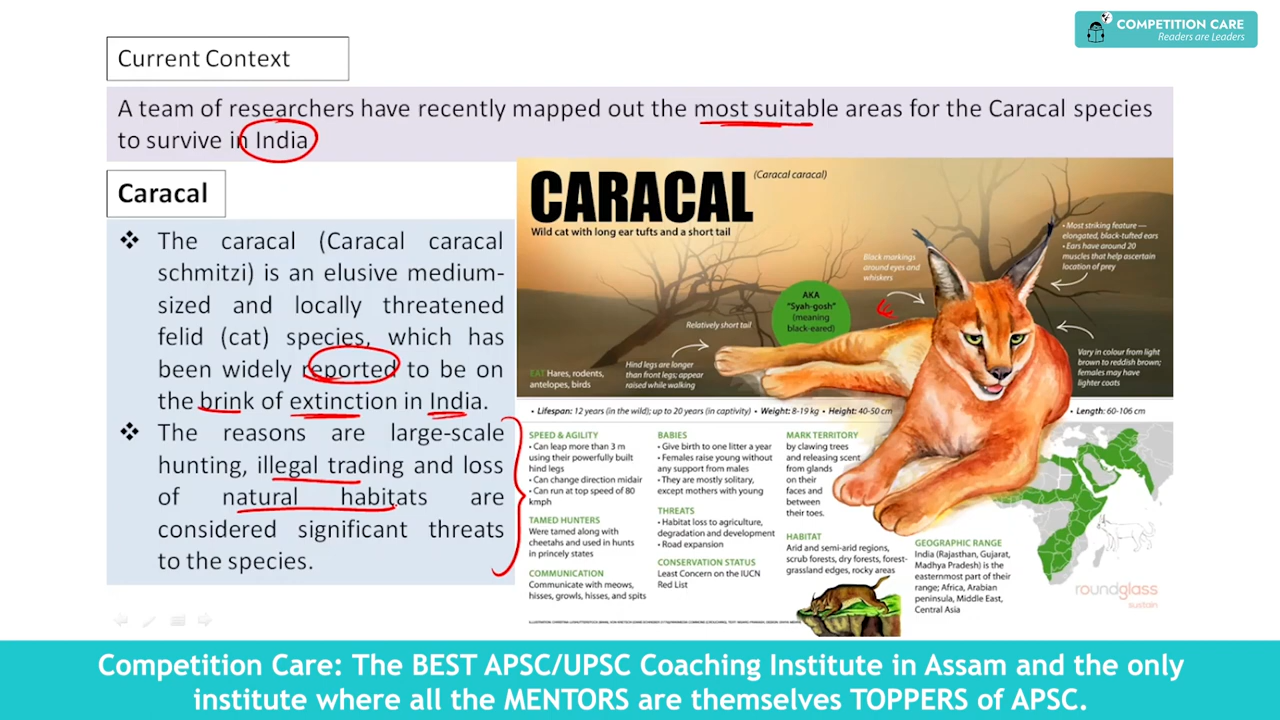 COMPETITION CARE
Readers are Leaders
Current Context
A team of researchers have recently mapped out the most suitable areas for the Caracal species
to survive in India
Caracal
❖ The caracal (Caracal caracal
schmitzi) is an elusive medium-
sized and locally threatened
felid (cat) species, which has
been widely reported to be on
the brink of extinction in India.
❖ The reasons are large-scale
hunting, illegal trading and loss
of natural habitats are
considered significant threats
to the species.
CARACAL
(Caracal caracal)
Wild cat with long ear tufts and a short tail
• Most striking feature —
elongated, black-tufted ears
• Ears have around 20
muscles that help ascertain
location of prey
Black markings
around eyes and
whiskers
AKA
"Syah-gosh"
(meaning
black-eared)
Relatively short tail
Hind legs are longer
than front legs; appear
raised while walking
EAT Hares, rodents,
antelopes, birds
Vary in colour from light
brown to reddish brown;
females may have
lighter coats
• Lifespan: 12 years (in the wild); up to 20 years (in captivity) • Weight: 8-19 kg • Height: 40-50 cm
• Length: 60-106 cm
SPEED & AGILITY
• Can leap more than 3 m
using their powerfully built
hind legs
• Can change direction midair
• Can run at top speed of 80
kmph
TAMED HUNTERS
Were tamed along with
cheetahs and used in hunts
in princely states
COMMUNICATION
Communicate with meows,
hisses, growls, hisses, and spits
BABIES
• Give birth to one litter a year
• Females raise young without
any support from males
• They are mostly solitary,
except mothers with young
THREATS
• Habitat loss to agriculture,
degradation and development
• Road expansion
CONSERVATION STATUS
Least Concern on the IUCN
Red List
MARK TERRITORY
by clawing trees
and releasing scent
from glands
on their
faces and
between
their toes.
HABITAT
Arid and semi-arid regions,
scrub forests, dry forests, forest-
grassland edges, rocky areas
GEOGRAPHIC RANGE
India (Rajasthan, Gujarat,
Madhya Pradesh) is the
easternmost part of their
range; Africa, Arabian
peninsula, Middle East,
Central Asia
roundglass
sustain
Competition Care: The BEST APSC/UPSC Coaching Institute in Assam and the only
institute where all the MENTORS are themselves TOPPERS of APSC.